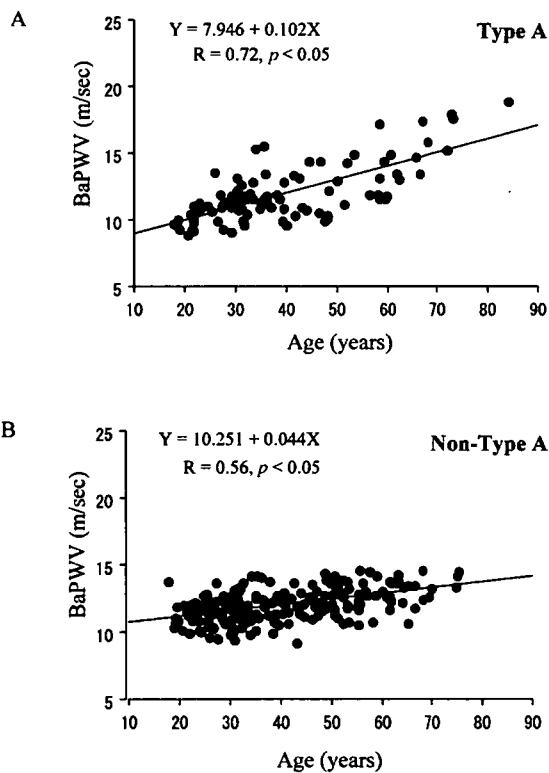 A
Y = 7.946 + 0.102X
R = 0.72, p < 0.05
Type A
25
20
15
10
5
BaPWV (m/sec)
10 20 30 40 50 60 70 80 90
Age (years)
B
Y = 10.251 + 0.044X
R = 0.56, p < 0.05
Non-Type A
25
20
15
10
5
BaPWV (m/sec)
10 20 30 40 50 60 70 80 90
Age (years)